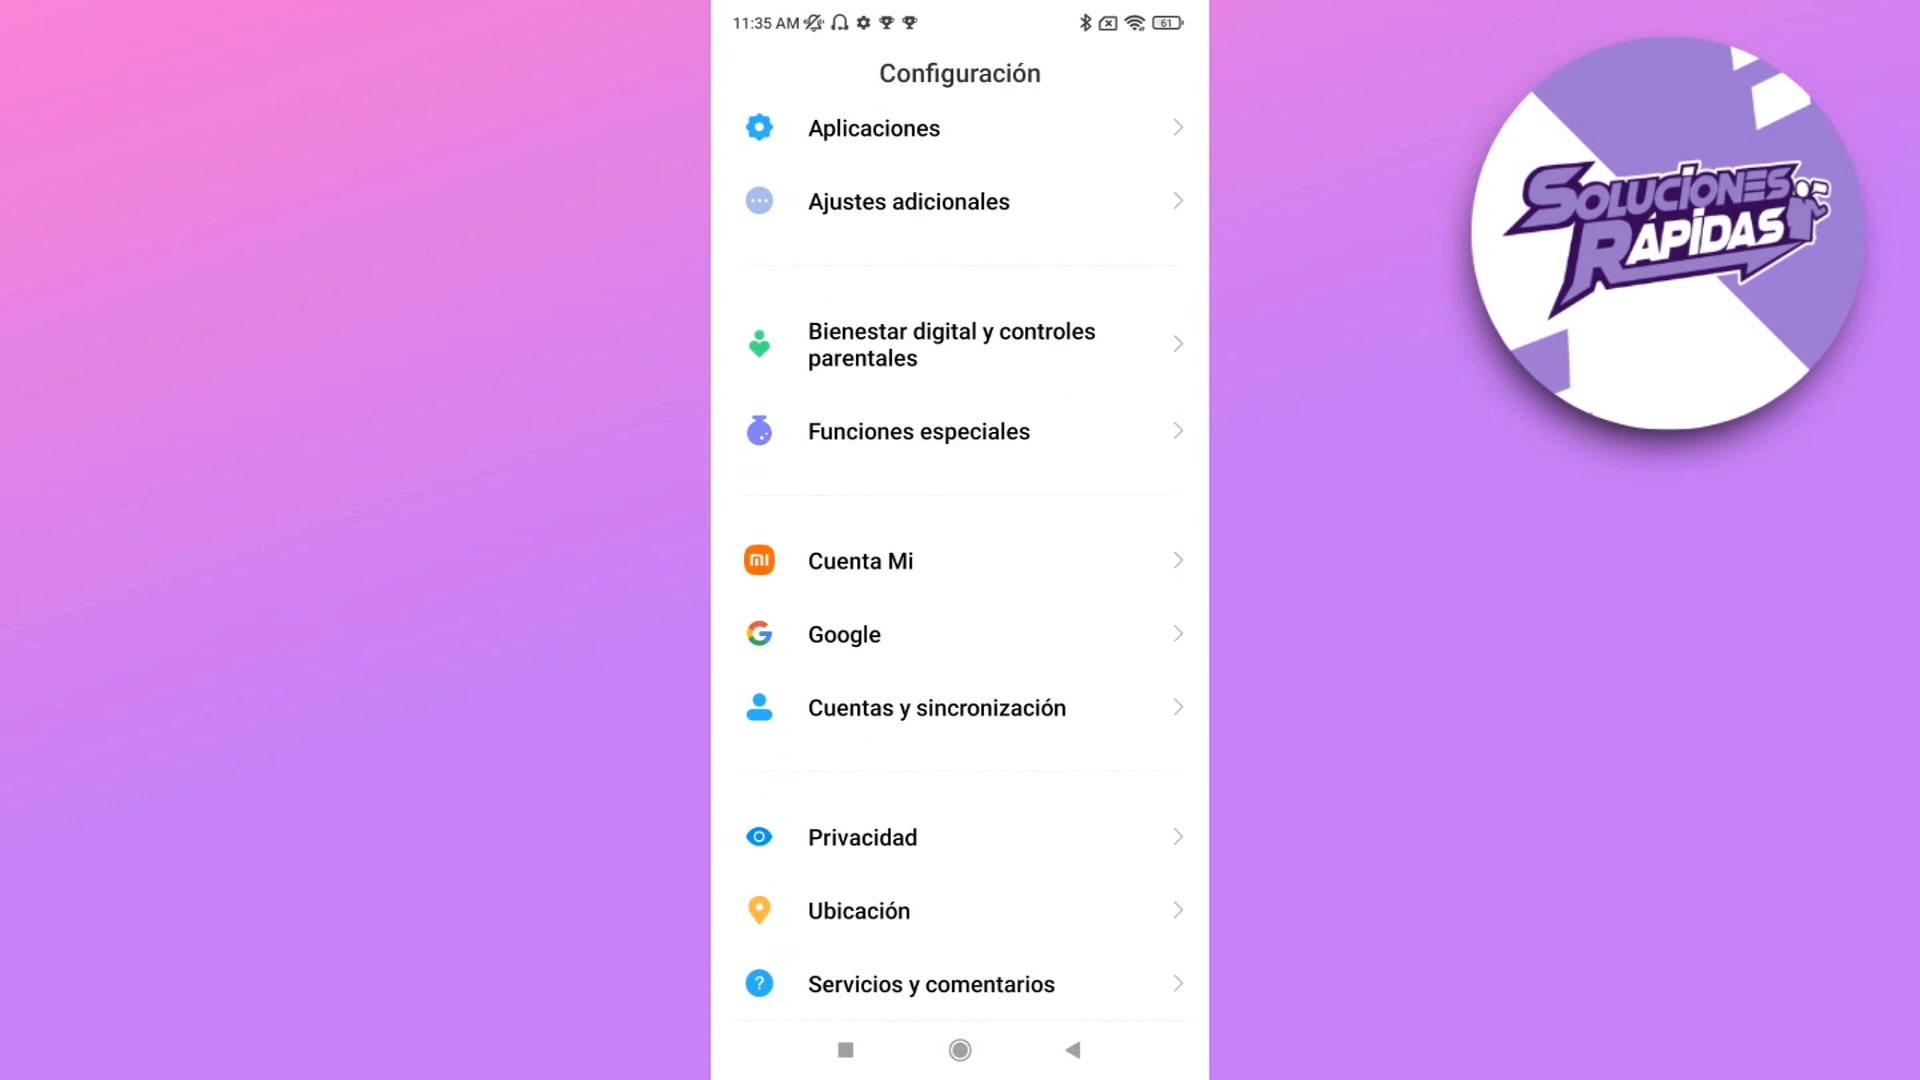 11:35 AM
61
Configuración
Aplicaciones
Ajustes adicionales
Bienestar digital y controles
parentales
Funciones especiales
Cuenta Mi
Google
Cuentas y sincronización
Privacidad
Ubicación
Servicios y comentarios
SOLUCIONES
RÁPIDAS